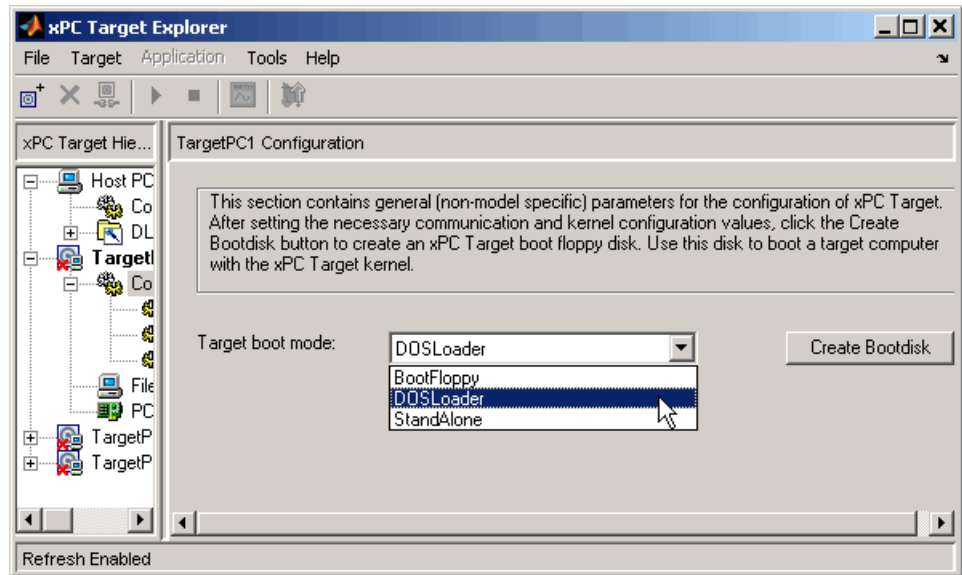 xPC Target Explorer
File Target Application Tools Help
xPC Target Hie...
TargetPC1 Configuration
Host PC
Co
DL
Target
Co
File
PC
TargetP
TargetP
This section contains general (non-model specific) parameters for the configuration of xPC Target.
After setting the necessary communication and kernel configuration values, click the Create
Bootdisk button to create an xPC Target boot floppy disk. Use this disk to boot a target computer
with the xPC Target kernel.
Target boot mode:
DOSLoader
Create Bootdisk
BootFloppy
DOSLoader
StandAlone
Refresh Enabled